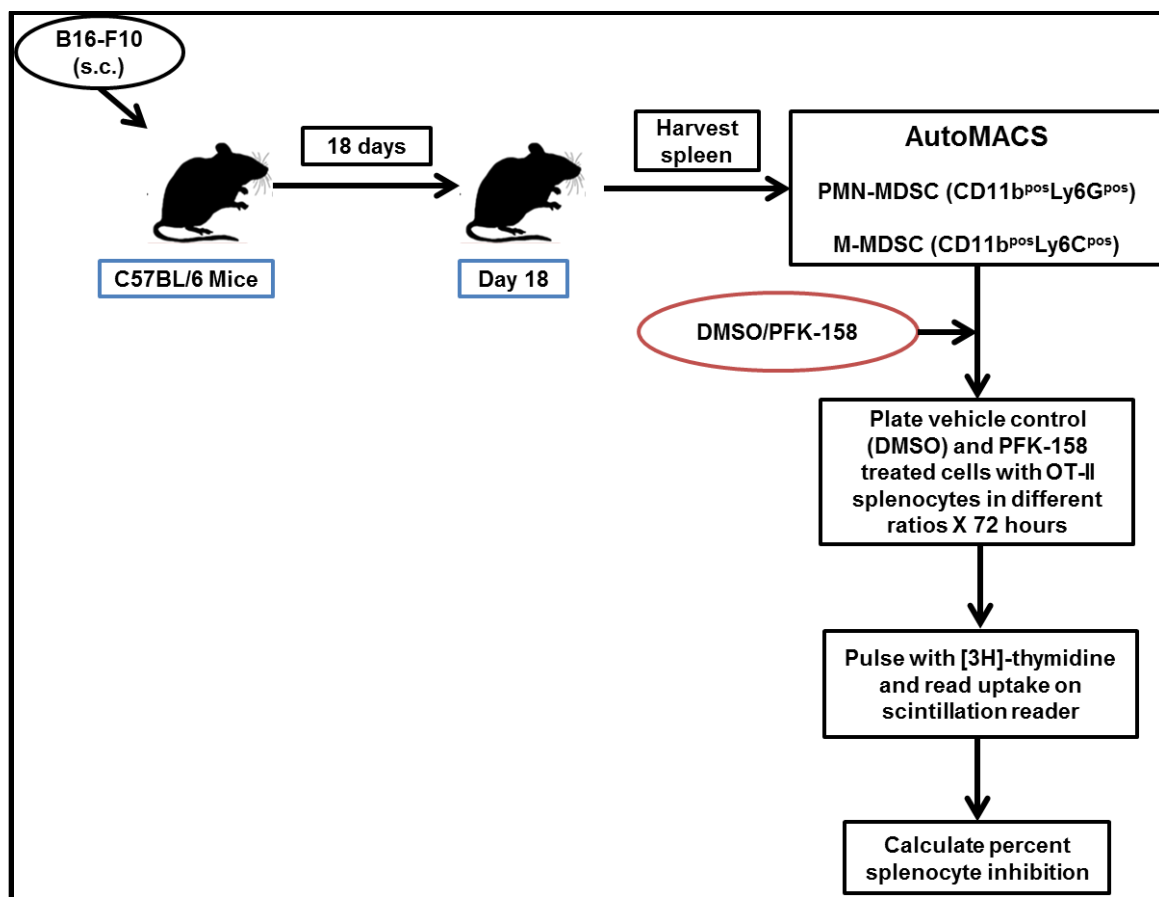 B16-F10
(s.c.)
18 days
C57BL/6 Mice
Day 18
Harvest
spleen
AutoMACS
PMN-MDSC (CD11bᵖᵒˢLy6Gᵖᵒˢ)
M-MDSC (CD11bᵖᵒˢLy6Cᵖᵒˢ)
DMSO/PFK-158
Plate vehicle control
(DMSO) and PFK-158
treated cells with OT-II
splenocytes in different
ratios X 72 hours
Pulse with [3H]-thymidine
and read uptake on
scintillation reader
Calculate percent
splenocyte inhibition